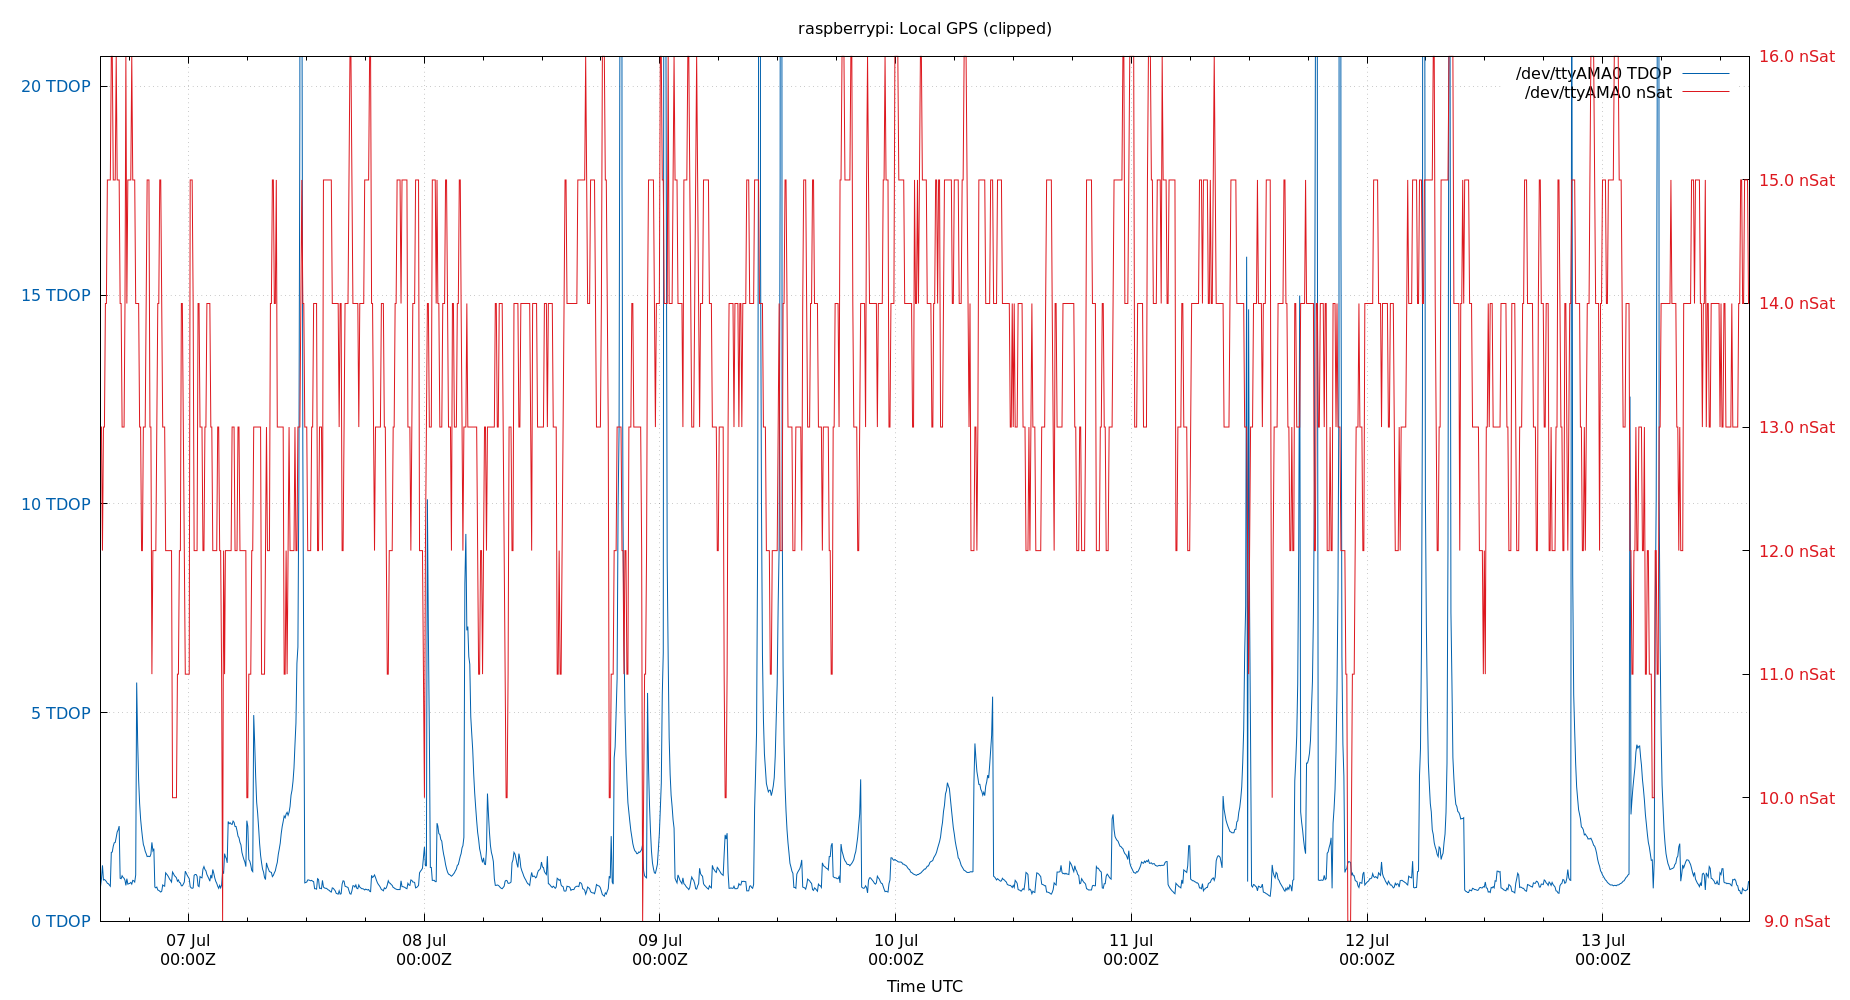 raspberrypi: Local GPS (clipped)
/dev/ttyAMA0 TDOP
/dev/ttyAMA0 nSat
20 TDOP
15 TDOP
10 TDOP
5 TDOP
0 TDOP
16.0 nSat
15.0 nSat
14.0 nSat
13.0 nSat
12.0 nSat
11.0 nSat
10.0 nSat
9.0 nSat
07 Jul
00:00Z
08 Jul
00:00Z
09 Jul
00:00Z
10 Jul
00:00Z
11 Jul
00:00Z
12 Jul
00:00Z
13 Jul
00:00Z
Time UTC